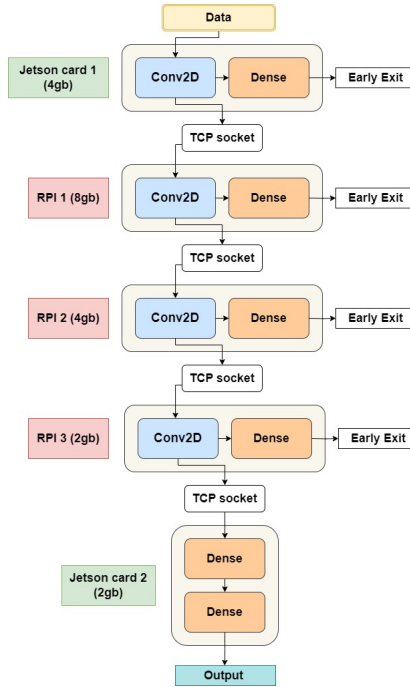 Data
Jetson card 1
(4gb)
Conv2D
Dense
Early Exit
TCP socket
RPI 1 (8gb)
Conv2D
Dense
Early Exit
TCP socket
RPI 2 (4gb)
Conv2D
Dense
Early Exit
TCP socket
RPI 3 (2gb)
Conv2D
Dense
Early Exit
TCP socket
Jetson card 2
(2gb)
Dense
Dense
Output